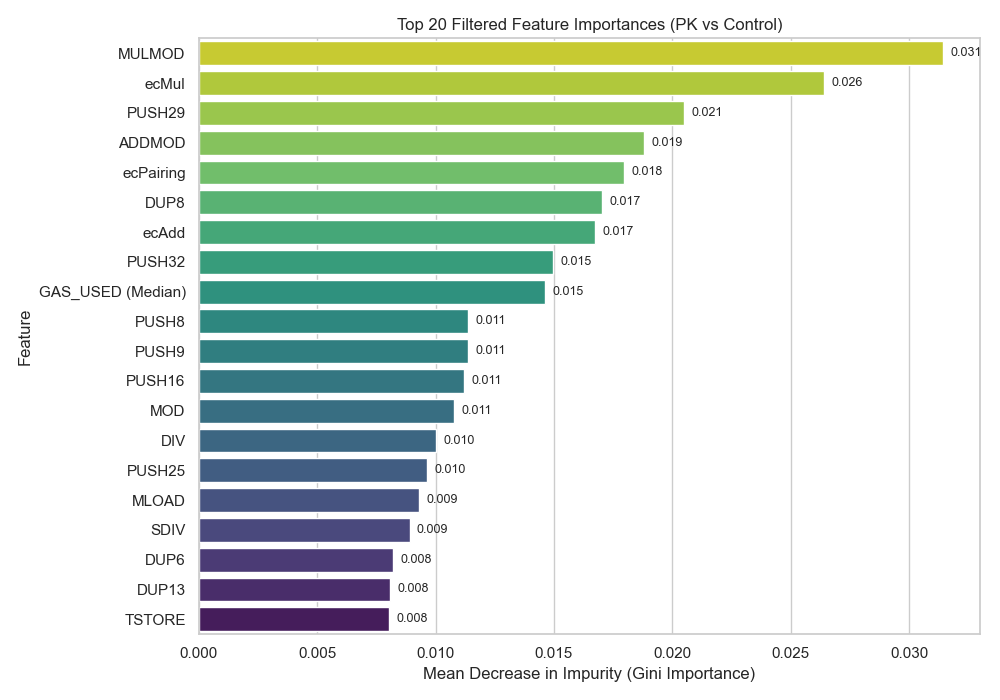 Top 20 Filtered Feature Importances (PK vs Control)
MULMOD 0.031
ecMul 0.026
PUSH29 0.021
ADDMOD 0.019
ecPairing 0.018
DUP8 0.017
ecAdd 0.017
PUSH32 0.015
GAS_USED (Median) 0.015
PUSH8 0.011
PUSH9 0.011
PUSH16 0.011
MOD 0.011
DIV 0.010
PUSH25 0.010
MLOAD 0.009
SDIV 0.009
DUP6 0.008
DUP13 0.008
TSTORE 0.008
Feature
0.000 0.005 0.010 0.015 0.020 0.025 0.030
Mean Decrease in Impurity (Gini Importance)